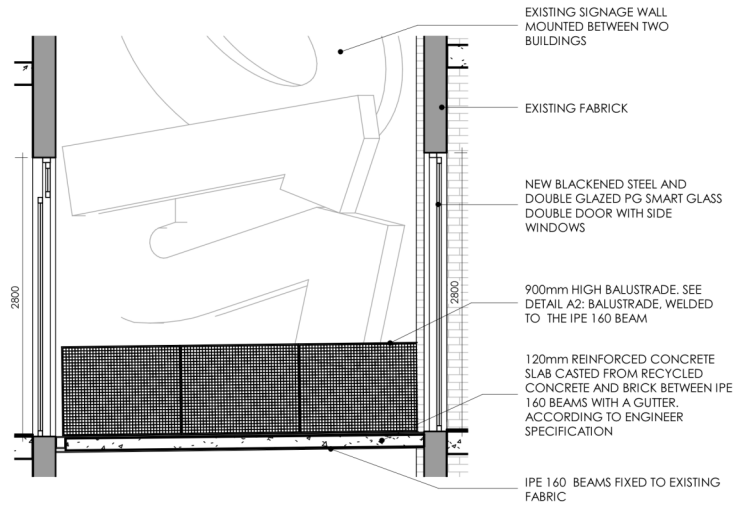 EXISTING SIGNAGE WALL
MOUNTED BETWEEN TWO
BUILDINGS
EXISTING FABRICK
NEW BLACKENED STEEL AND
DOUBLE GLAZED PG SMART GLASS
DOUBLE DOOR WITH SIDE
WINDOWS
2800
2800
900mm HIGH BALUSTRADE. SEE
DETAIL A2: BALUSTRADE, WELDED
TO THE IPE 160 BEAM
120mm REINFORCED CONCRETE
SLAB CASTED FROM RECYCLED
CONCRETE AND BRICK BETWEEN IPE
160 BEAMS WITH A GUTTER.
ACCORDING TO ENGINEER
SPECIFICATION
IPE 160 BEAMS FIXED TO EXISTING
FABRIC